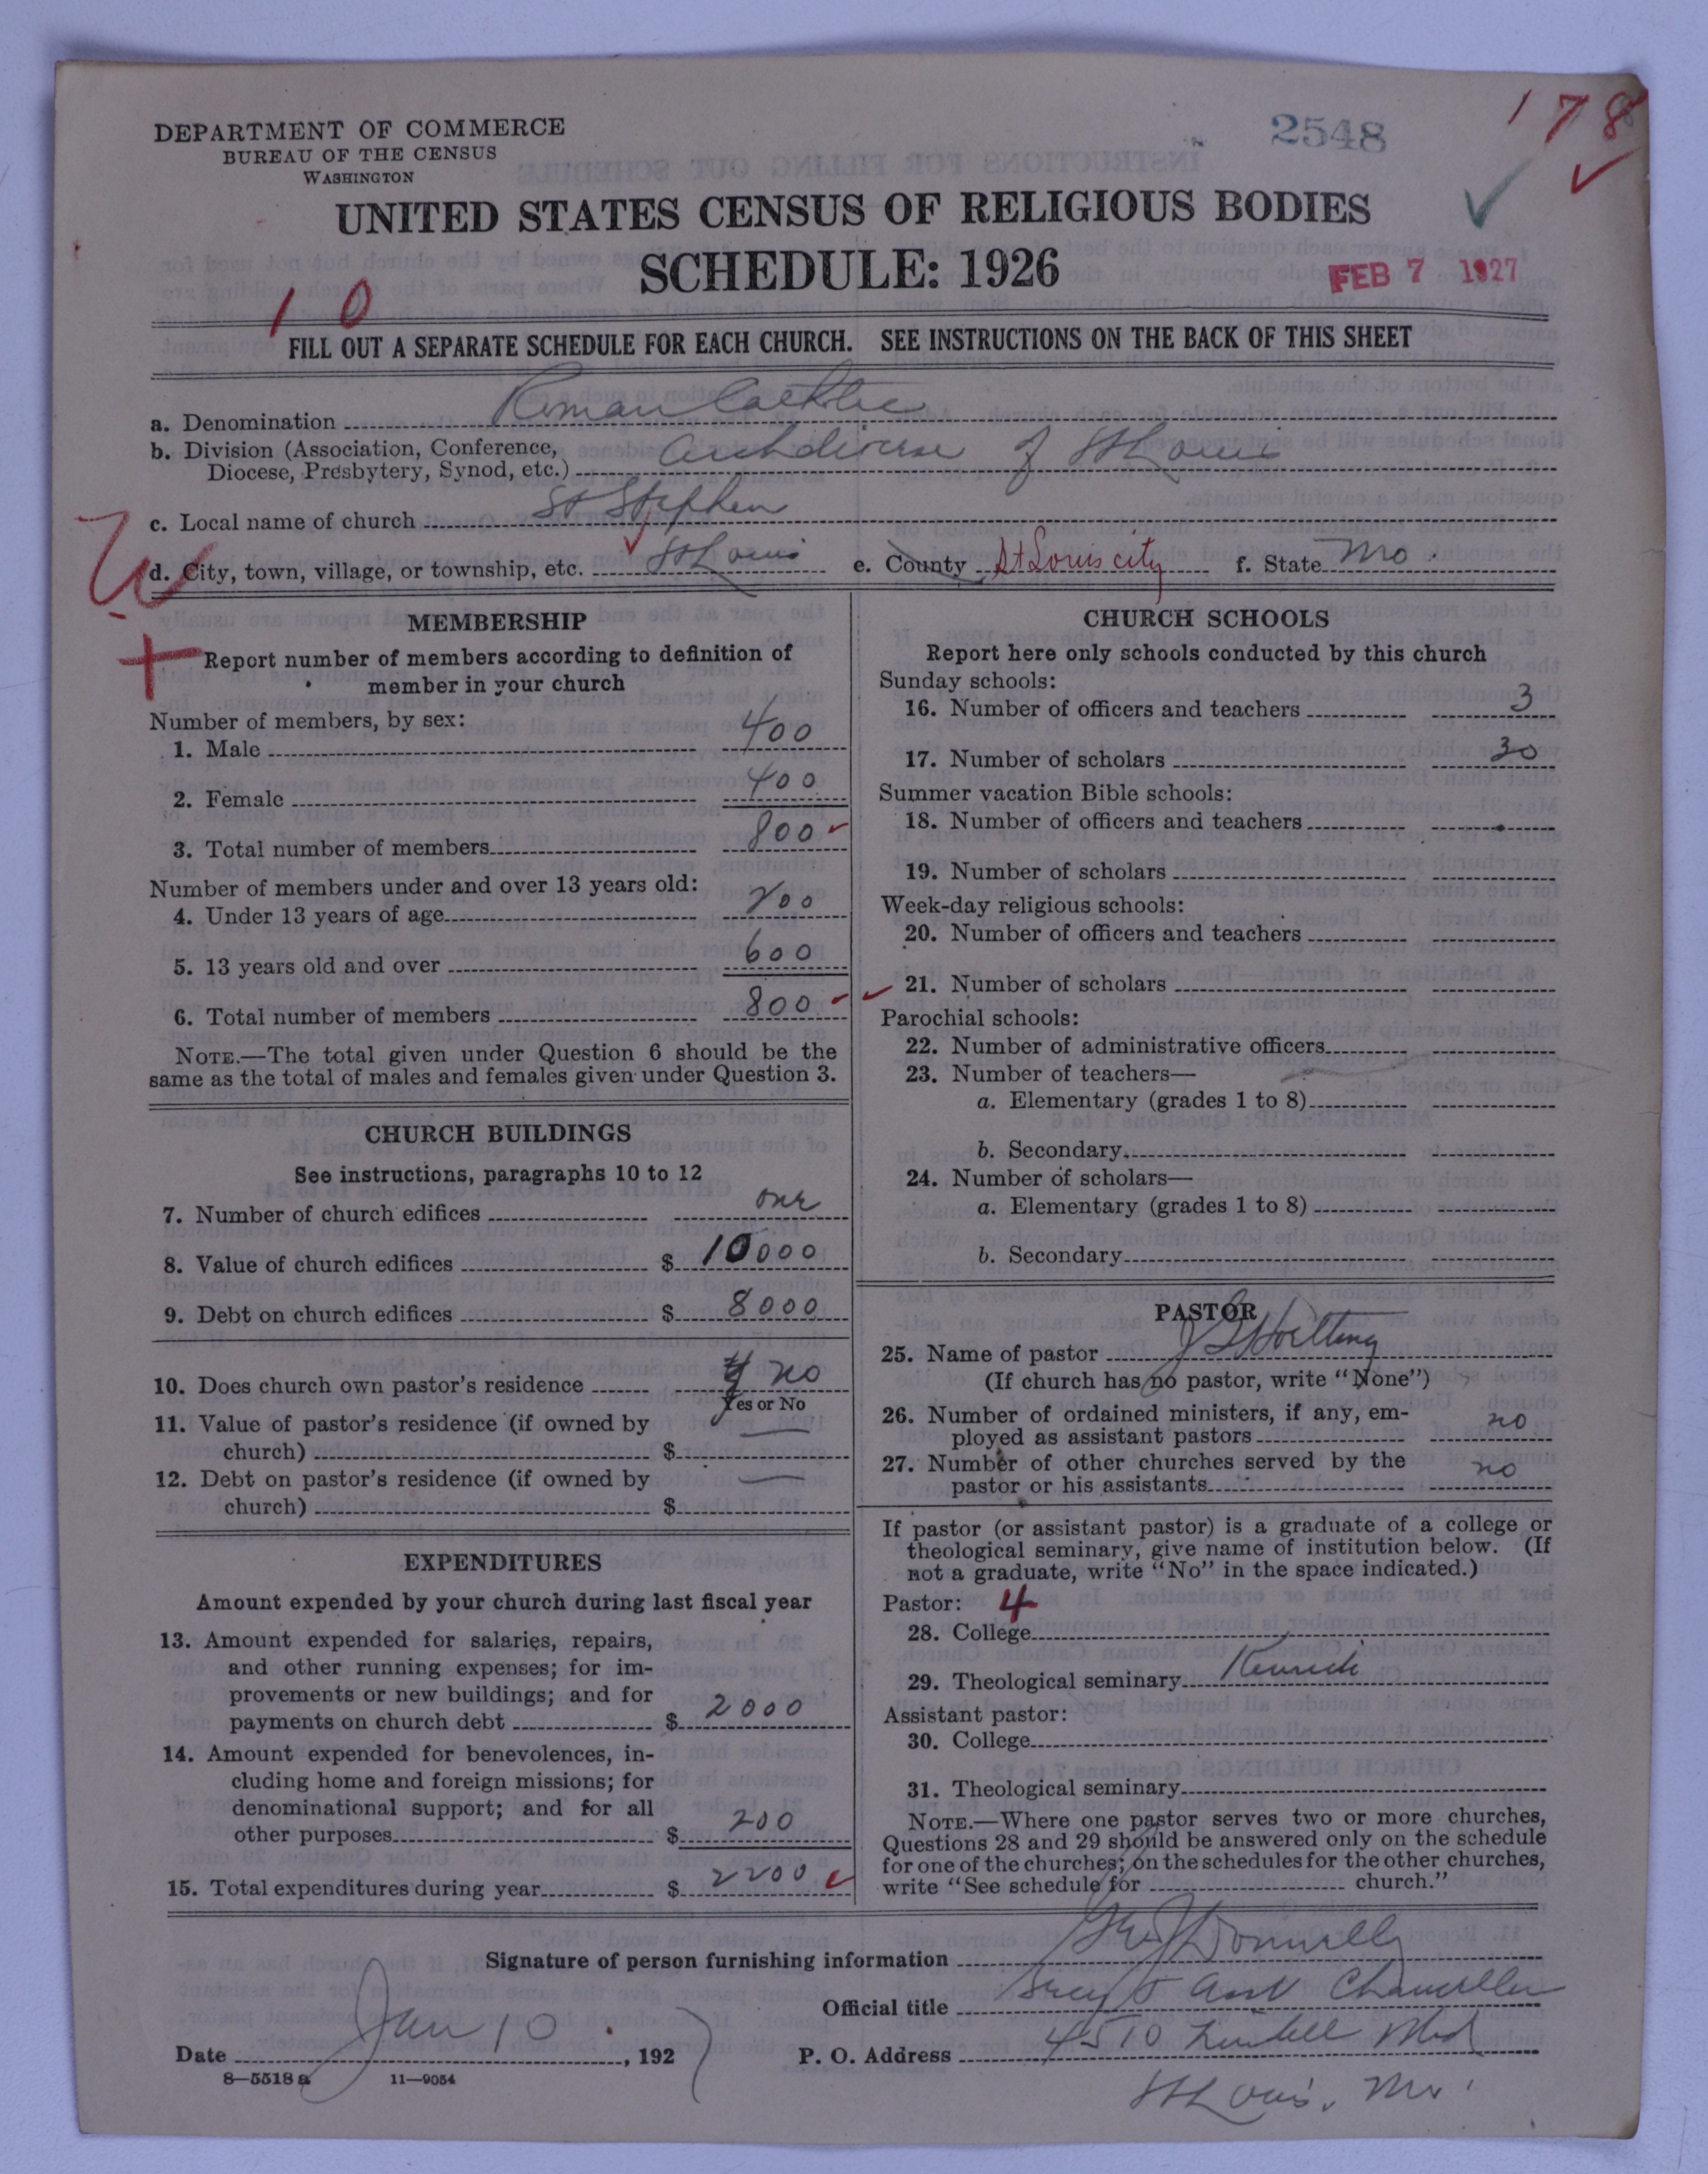 178
2548
DEPARTMENT OF COMMERCE
BUREAU OF THE CENSUS
WASHINGTON
UNITED STATES CENSUS OF RELIGIOUS BODIES
SCHEDULE: 1926
FEB 7 1927
10
FILL OUT A SEPARATE SCHEDULE FOR EACH CHURCH. SEE INSTRUCTIONS ON THE BACK OF THIS SHEET
a. Denomination Roman Catholic
b. Division (Association, Conference,
Diocese, Presbytery, Synod, etc.) Archdiocese of St Louis
c. Local name of church St Stephen
d. City, town, village, or township, etc. St Louis e. County St Louis city f. State Mo.
MEMBERSHIP
Report number of members according to definition of
member in your church
Number of members, by sex:
1. Male 400
2. Female 400
3. Total number of members 800
Number of members under and over 13 years old:
4. Under 13 years of age 200
5. 13 years old and over 600
6. Total number of members 800
NOTE.—The total given under Question 6 should be the
same as the total of males and females given under Question 3.
CHURCH BUILDINGS
See instructions, paragraphs 10 to 12
7. Number of church edifices one
8. Value of church edifices $ 10000
9. Debt on church edifices $ 8000
10. Does church own pastor's residence no
Yes or No
11. Value of pastor's residence (if owned by
church) $ —
12. Debt on pastor's residence (if owned by
church) $ —
EXPENDITURES
Amount expended by your church during last fiscal year
13. Amount expended for salaries, repairs,
and other running expenses; for im-
provements or new buildings; and for
payments on church debt $ 2000
14. Amount expended for benevolences, in-
cluding home and foreign missions; for
denominational support; and for all
other purposes $ 200
15. Total expenditures during year $ 2200
CHURCH SCHOOLS
Report here only schools conducted by this church
Sunday schools:
16. Number of officers and teachers 3
17. Number of scholars 30
Summer vacation Bible schools:
18. Number of officers and teachers
19. Number of scholars
Week-day religious schools:
20. Number of officers and teachers
21. Number of scholars
Parochial schools:
22. Number of administrative officers
23. Number of teachers—
a. Elementary (grades 1 to 8)
b. Secondary
24. Number of scholars—
a. Elementary (grades 1 to 8)
b. Secondary
PASTOR
25. Name of pastor
(If church has no pastor, write "None")
26. Number of ordained ministers, if any, em-
ployed as assistant pastors no
27. Number of other churches served by the
pastor or his assistants no
If pastor (or assistant pastor) is a graduate of a college or
theological seminary, give name of institution below. (If
not a graduate, write "No" in the space indicated.)
Pastor: 4
28. College
29. Theological seminary Kenrick
Assistant pastor:
30. College
31. Theological seminary
NOTE.—Where one pastor serves two or more churches,
Questions 28 and 29 should be answered only on the schedule
for one of the churches; on the schedules for the other churches,
write "See schedule for church."
Signature of person furnishing information Donnelly
Official title Chancellor
Date Jan 10, 1927 P. O. Address 4510 Lindell Blvd
8—5518a 11—9054
St Louis, Mo.